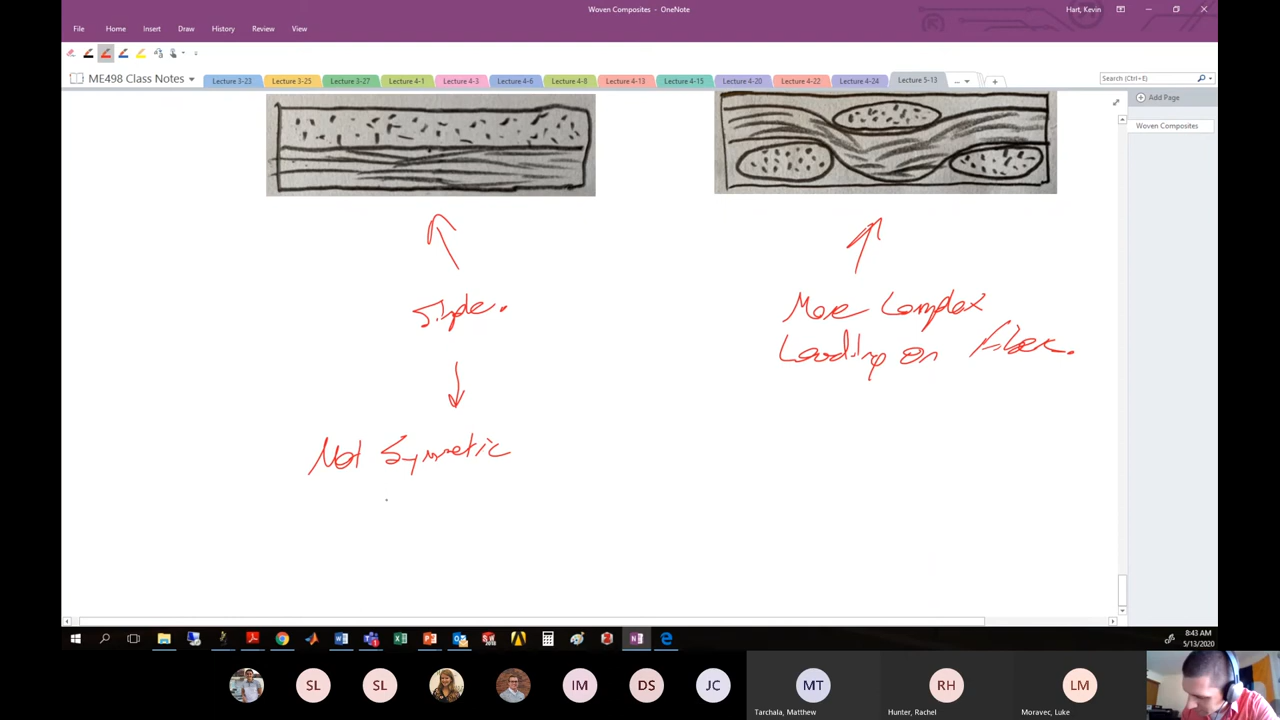 Woven Composites - OneNote
Hart, Kevin
File Home Insert Draw History Review View
ME498 Class Notes
Lecture 3-23 Lecture 3-25 Lecture 3-27 Lecture 4-1 Lecture 4-3 Lecture 4-6 Lecture 4-8 Lecture 4-13 Lecture 4-15 Lecture 4-20 Lecture 4-22 Lecture 4-24 Lecture 5-13
Search (Ctrl+E)
Add Page
Woven Composites
Simple.
More Complex
Loading on Fiber.
Not Symmetric
8:43 AM
5/13/2020
SL SL IM DS JC MT RH LM
Tarchala, Matthew Hunter, Rachel Moravec, Luke